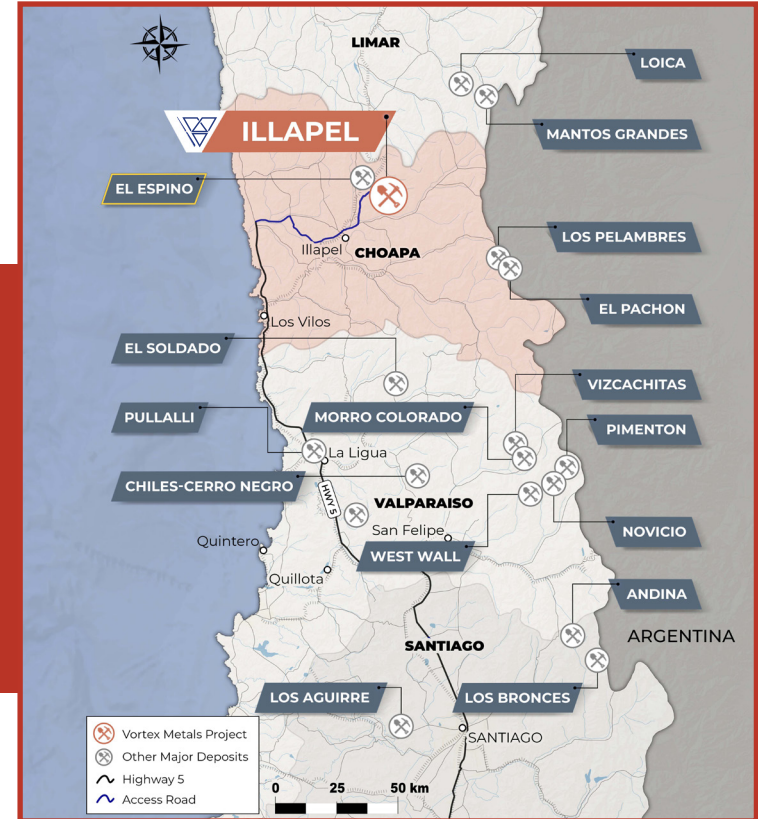 LIMAR
LOICA
MANTOS GRANDES
ILLAPEL
EL ESPINO
LOS PELAMBRES
Illapel
CHOAPA
EL PACHON
Los Vilos
EL SOLDADO
VIZCACHITAS
PULLALLI
MORRO COLORADO
PIMENTON
La Ligua
CHILES-CERRO NEGRO
HWY 5
VALPARAISO
San Felipe
NOVICIO
Quintero
WEST WALL
Quillota
ANDINA
ARGENTINA
SANTIAGO
LOS AGUIRRE
LOS BRONCES
SANTIAGO
Vortex Metals Project
Other Major Deposits
Highway 5
Access Road
0 25 50 km